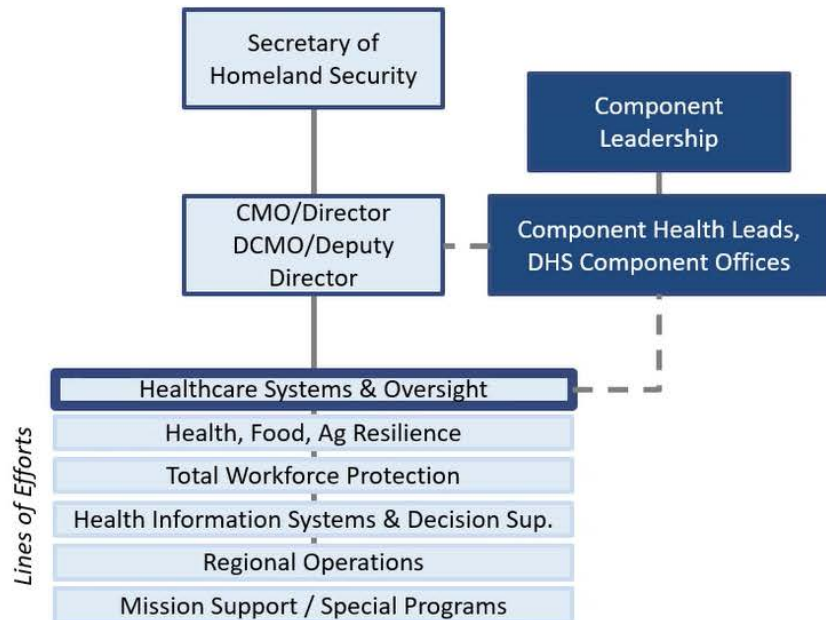 Secretary of
Homeland Security
Component
Leadership
CMO/Director
DCMO/Deputy
Director
Component Health Leads,
DHS Component Offices
Lines of Efforts
Healthcare Systems & Oversight
Health, Food, Ag Resilience
Total Workforce Protection
Health Information Systems & Decision Sup.
Regional Operations
Mission Support / Special Programs